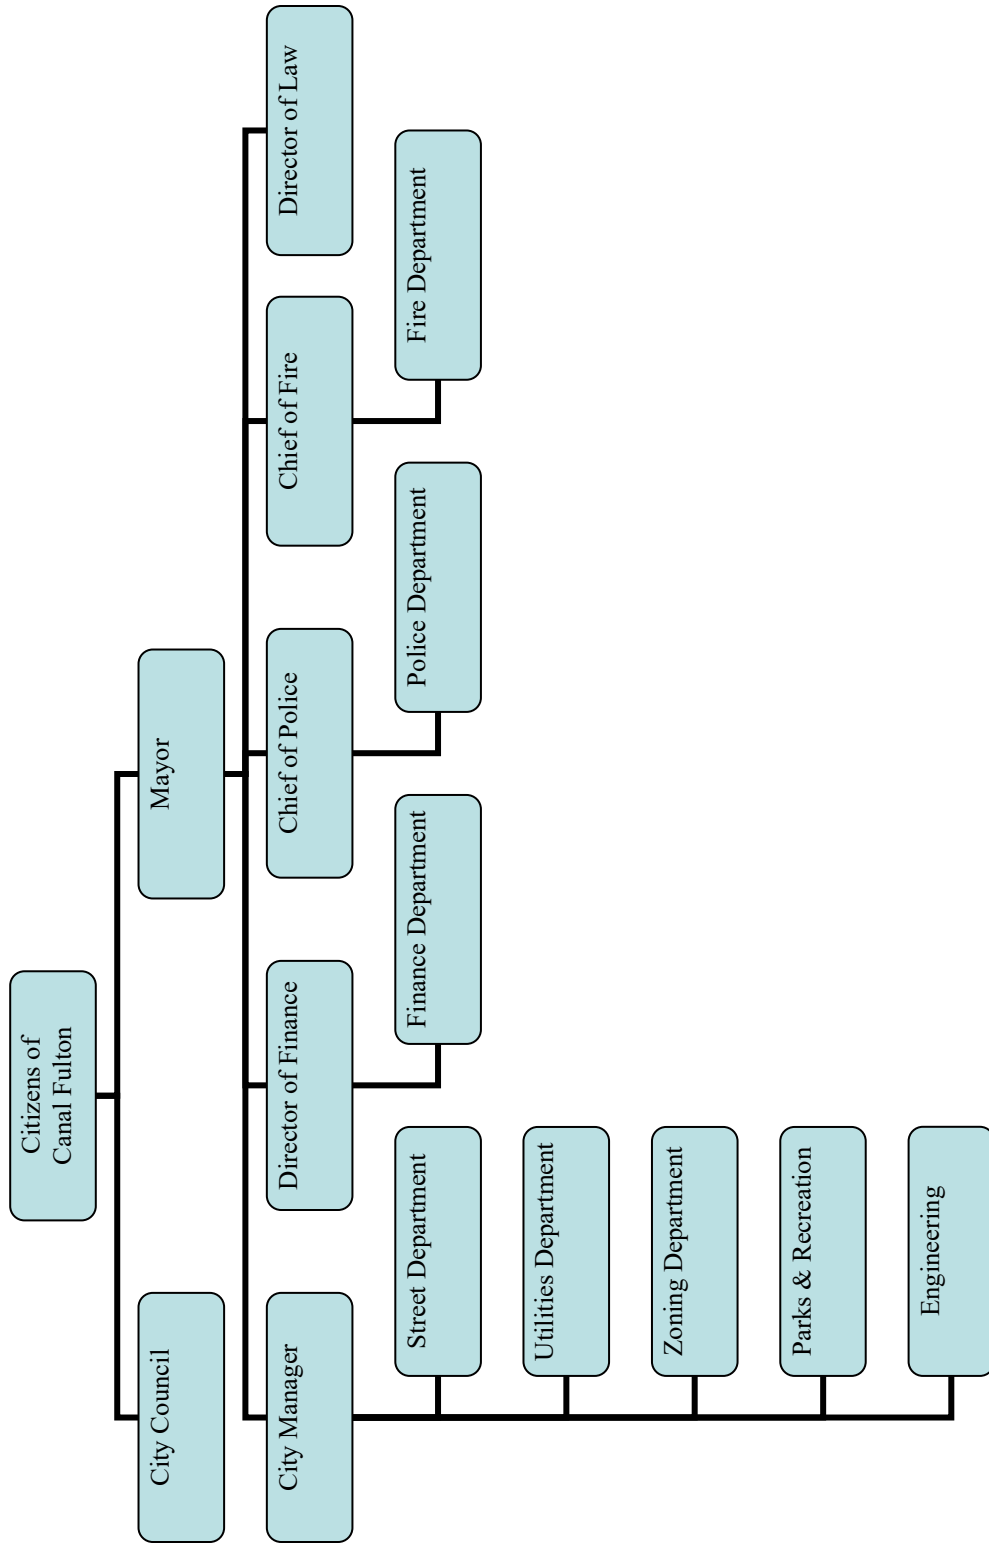 Citizens of
Canal Fulton
City Council
Mayor
City Manager
Director of Finance
Chief of Police
Chief of Fire
Director of Law
Street Department
Finance Department
Police Department
Fire Department
Utilities Department
Zoning Department
Parks & Recreation
Engineering